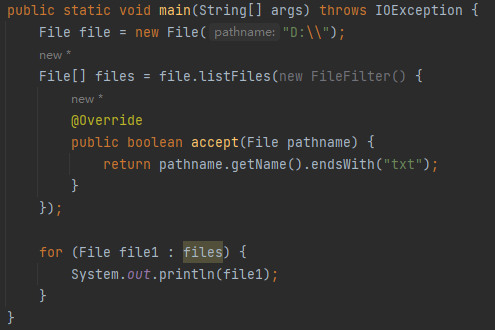 public static void main(String[] args) throws IOException {
    File file = new File( pathname: "D:\\");
    new *
    File[] files = file.listFiles(new FileFilter() {
        new *
        @Override
        public boolean accept(File pathname) {
            return pathname.getName().endsWith("txt");
        }
    });
    for (File file1 : files) {
        System.out.println(file1);
    }
}